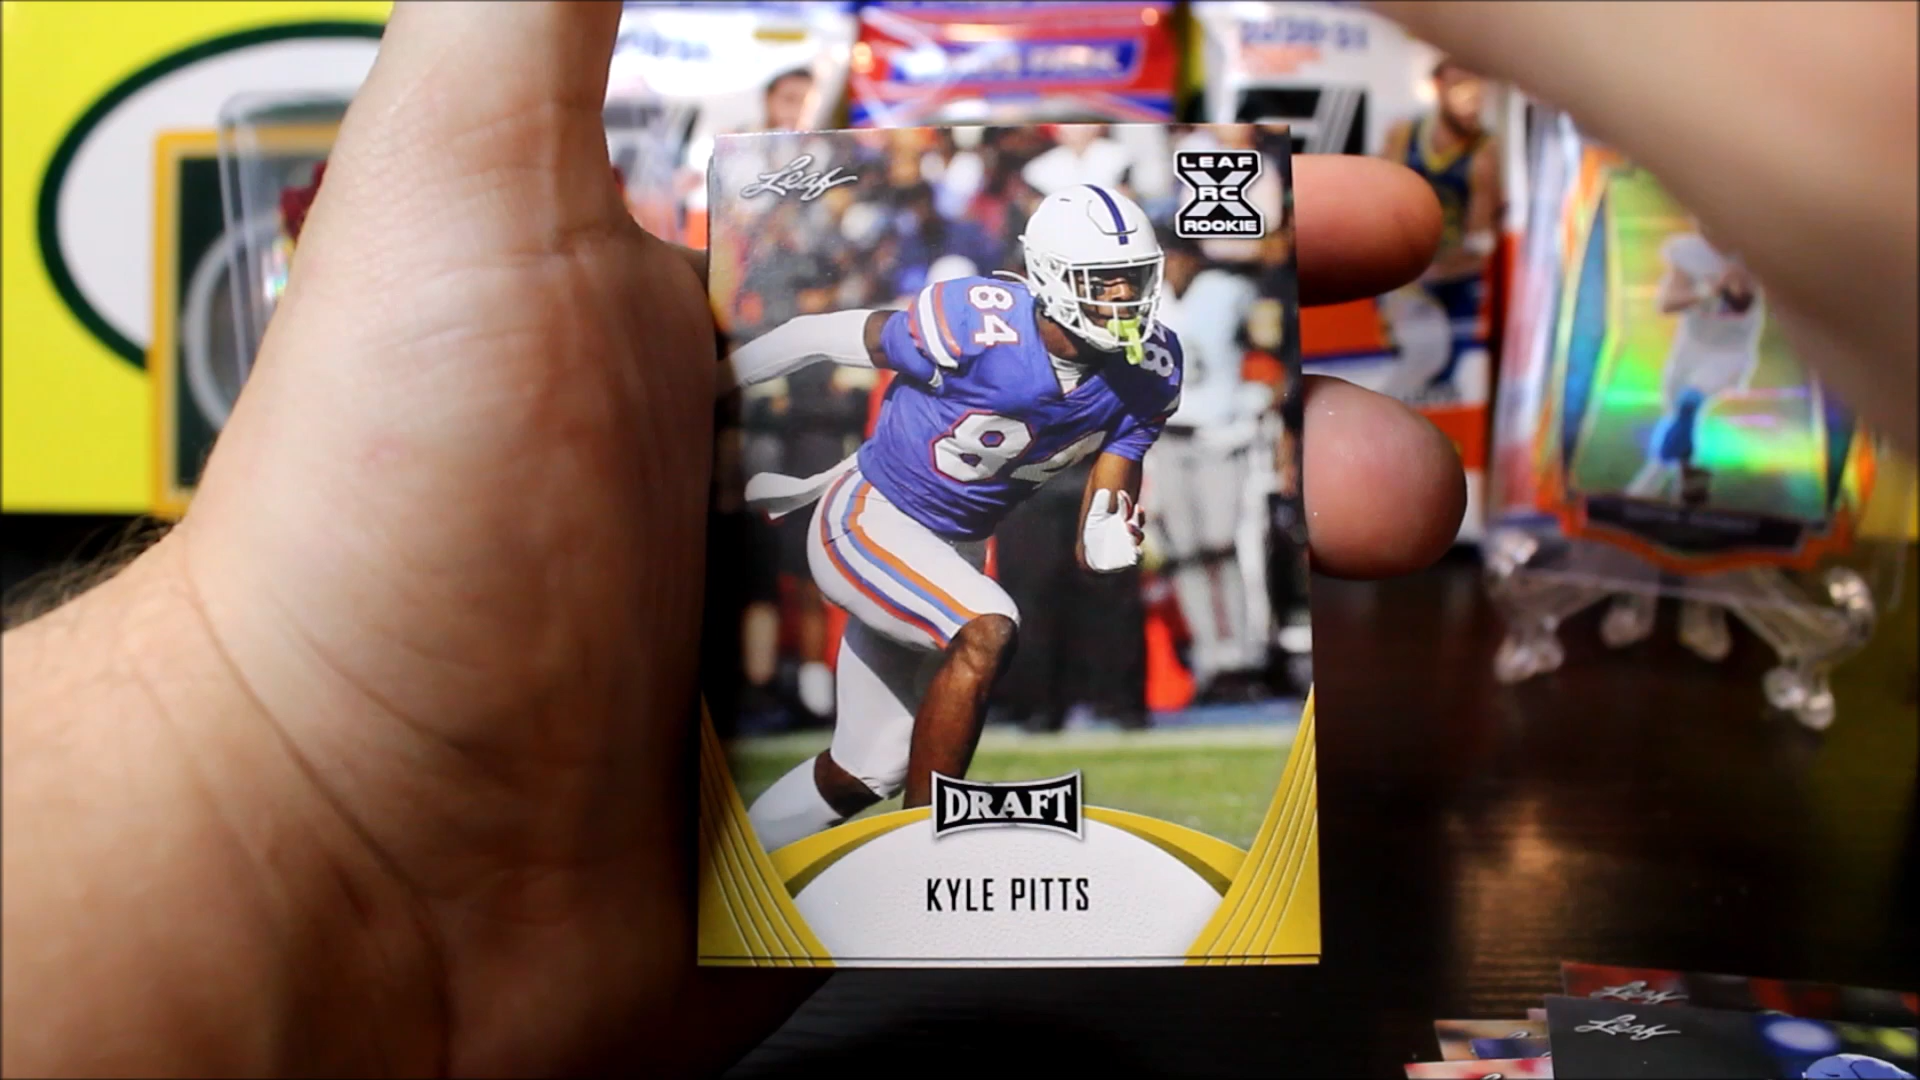 Leaf
LEAF
RC
ROOKIE
84
84
DRAFT
KYLE PITTS
Leaf
Leaf